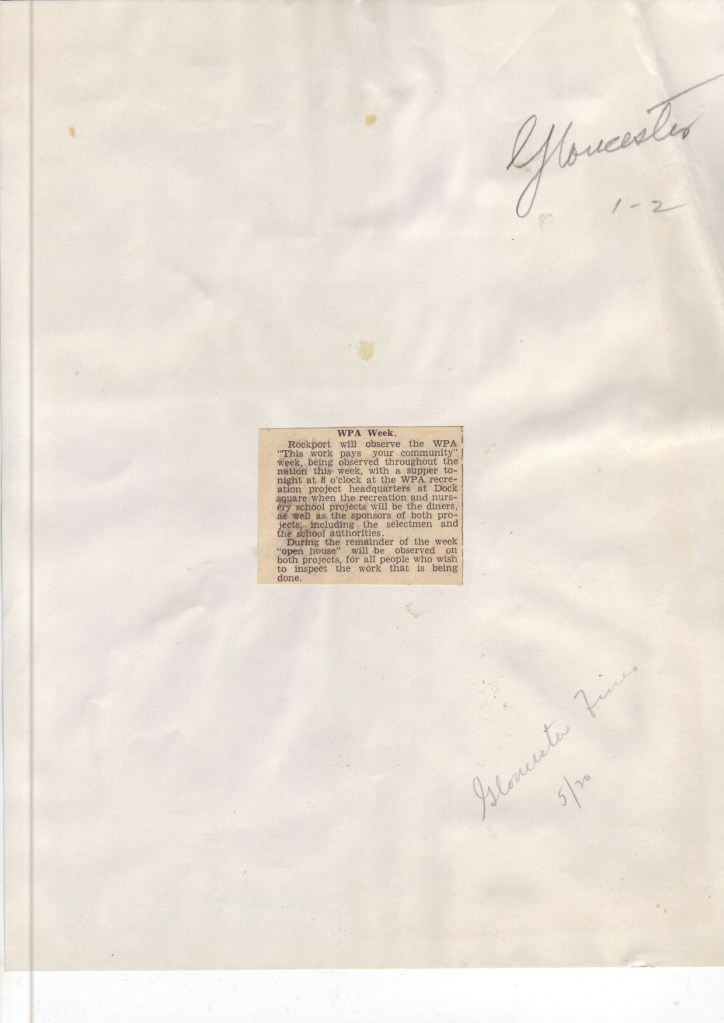 Gloucester
1-2
WPA Week.
Rockport will observe the WPA
"This work pays your community"
week, being observed throughout the
nation this week, with a supper to-
night at 8 o'clock at the WPA recre-
ation project headquarters at Dock
square when the recreation and nurs-
ery school projects will be the diners,
as well as the sponsors of both pro-
jects, including the selectmen and
the school authorities.
During the remainder of the week
"open house" will be observed on
both projects, for all people who wish
to inspect the work that is being
done.
Gloucester Times
5/20